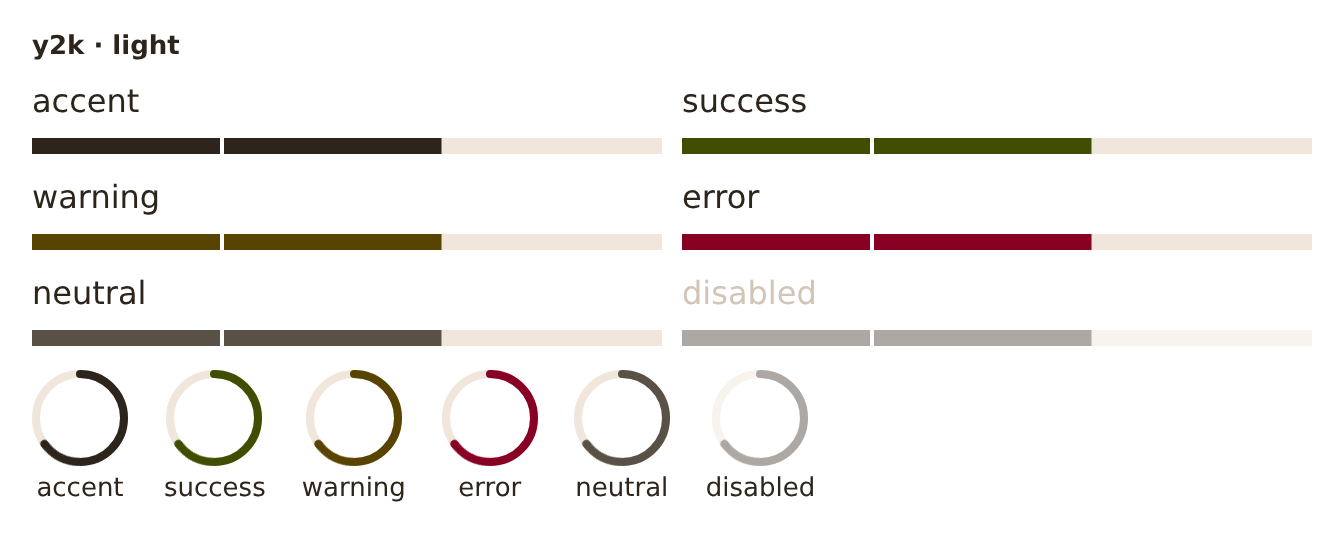 y2k · light
accent
success
warning
error
neutral
disabled
accent success warning error neutral disabled